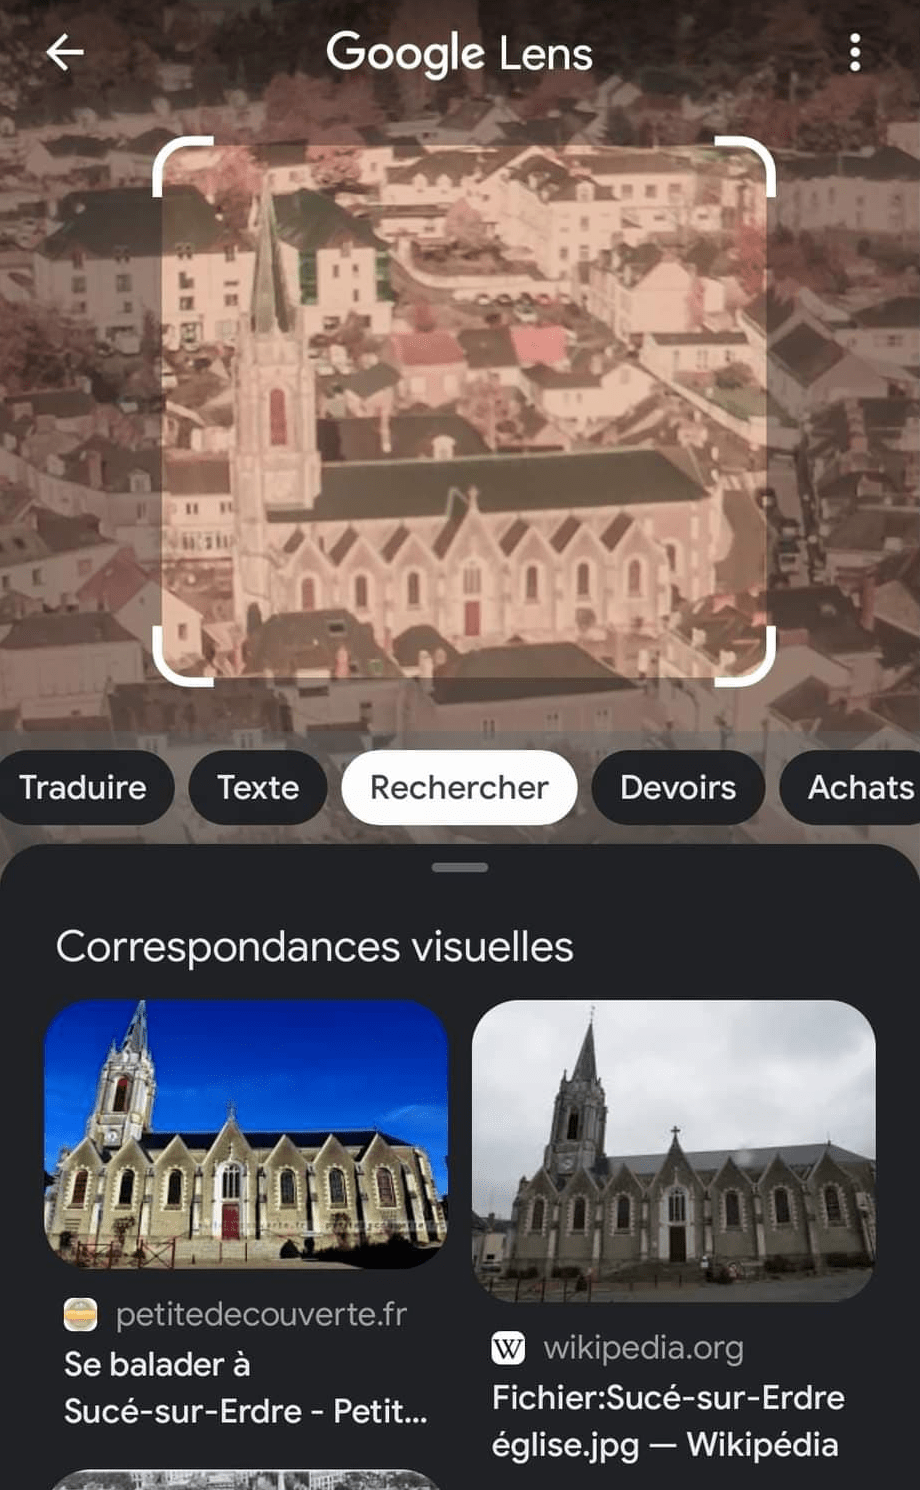 Google Lens
Traduire
Texte
Rechercher
Devoirs
Achats
Correspondances visuelles
petitedecouverte.fr
Se balader à
Sucé-sur-Erdre - Petit...
W wikipedia.org
Fichier:Sucé-sur-Erdre
église.jpg — Wikipédia